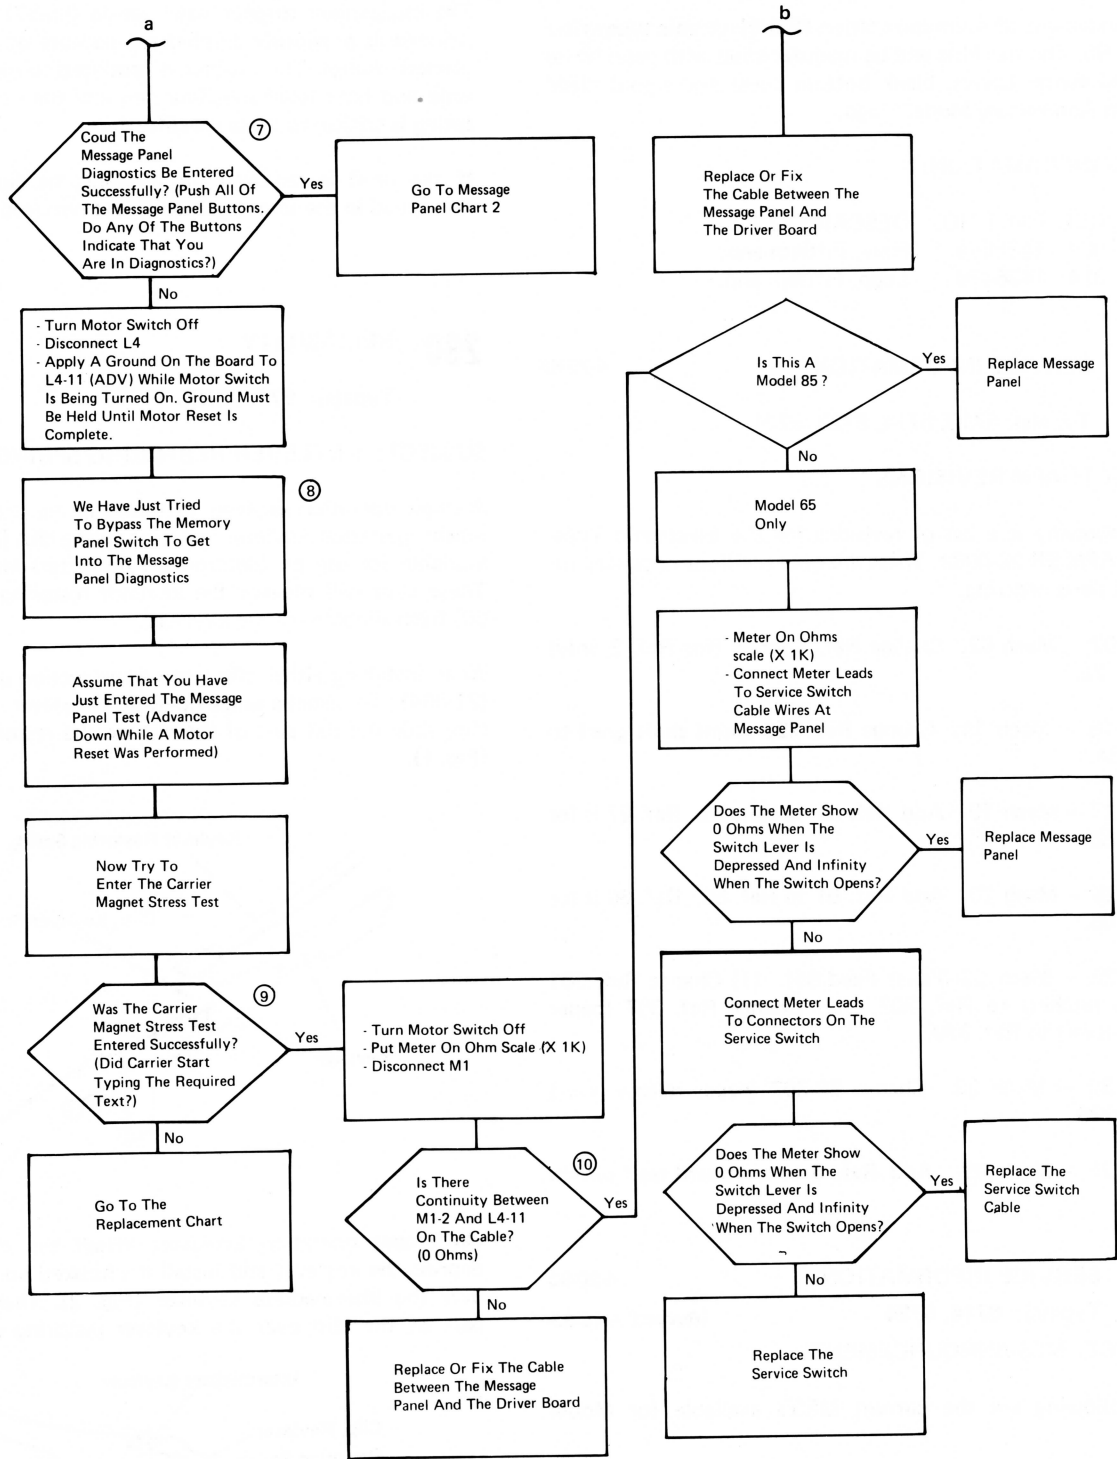 a
Coud The
Message Panel
Diagnostics Be Entered
Successfully? (Push All Of
The Message Panel Buttons.
Do Any Of The Buttons
Indicate That You
Are In Diagnostics?)
7
Yes
Go To Message
Panel Chart 2
No
- Turn Motor Switch Off
- Disconnect L4
- Apply A Ground On The Board To
L4-11 (ADV) While Motor Switch
Is Being Turned On. Ground Must
Be Held Until Motor Reset Is
Complete.
8
We Have Just Tried
To Bypass The Memory
Panel Switch To Get
Into The Message
Panel Diagnostics
Assume That You Have
Just Entered The Message
Panel Test (Advance
Down While A Motor
Reset Was Performed)
Now Try To
Enter The Carrier
Magnet Stress Test
9
Was The Carrier
Magnet Stress Test
Entered Successfully?
(Did Carrier Start
Typing The Required
Text?)
Yes
- Turn Motor Switch Off
- Put Meter On Ohm Scale (X 1K)
- Disconnect M1
No
Go To The
Replacement Chart
10
Is There
Continuity Between
M1-2 And L4-11
On The Cable?
(0 Ohms)
Yes
No
Replace Or Fix The Cable
Between The Message
Panel And The Driver Board
b
Replace Or Fix
The Cable Between The
Message Panel And
The Driver Board
Is This A
Model 85?
Yes
Replace Message
Panel
No
Model 65
Only
- Meter On Ohms
scale (X 1K)
- Connect Meter Leads
To Service Switch
Cable Wires At
Message Panel
Does The Meter Show
0 Ohms When The
Switch Lever Is
Depressed And Infinity
When The Switch Opens?
Yes
Replace Message
Panel
No
Connect Meter Leads
To Connectors On The
Service Switch
Does The Meter Show
0 Ohms When The
Switch Lever Is
Depressed And Infinity
When The Switch Opens?
Yes
Replace The
Service Switch
Cable
No
Replace The
Service Switch